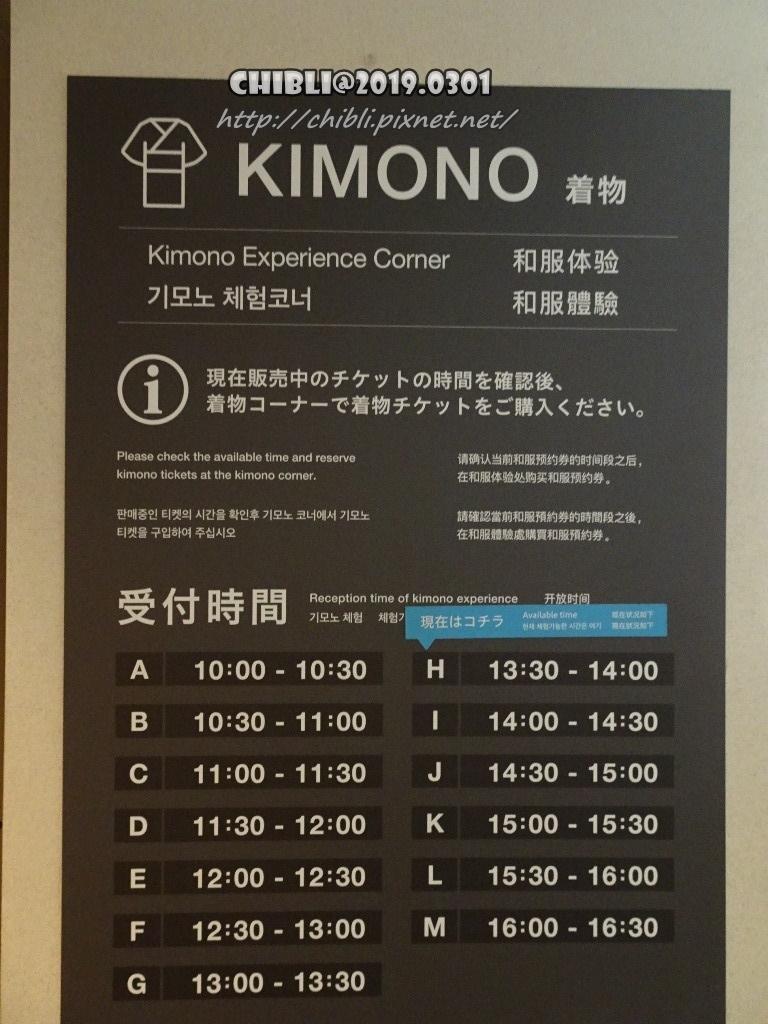 CHIBLI@2019.0301
http://chibli.pixnet.net/
KIMONO 着物
Kimono Experience Corner 和服体验
기모노 체험코너 和服體驗
現在販売中のチケットの時間を確認後、
着物コーナーで着物チケットをご購入ください。
Please check the available time and reserve
kimono tickets at the kimono corner.
请确认当前和服预约券的时间段之后，
在和服体验处购买和服预约券。
판매중인 티켓의 시간을 확인후 기모노 코너에서 기모노
티켓을 구입하여 주십시오
請確認當前和服預約券的時間段之後，
在和服體驗處購買和服預約券。
受付時間
Reception time of kimono experience 开放时间
기모노 체험
現在はコチラ
Available time
현재 체험가능한 시간은 여기
A 10:00 - 10:30
B 10:30 - 11:00
C 11:00 - 11:30
D 11:30 - 12:00
E 12:00 - 12:30
F 12:30 - 13:00
G 13:00 - 13:30
H 13:30 - 14:00
I 14:00 - 14:30
J 14:30 - 15:00
K 15:00 - 15:30
L 15:30 - 16:00
M 16:00 - 16:30